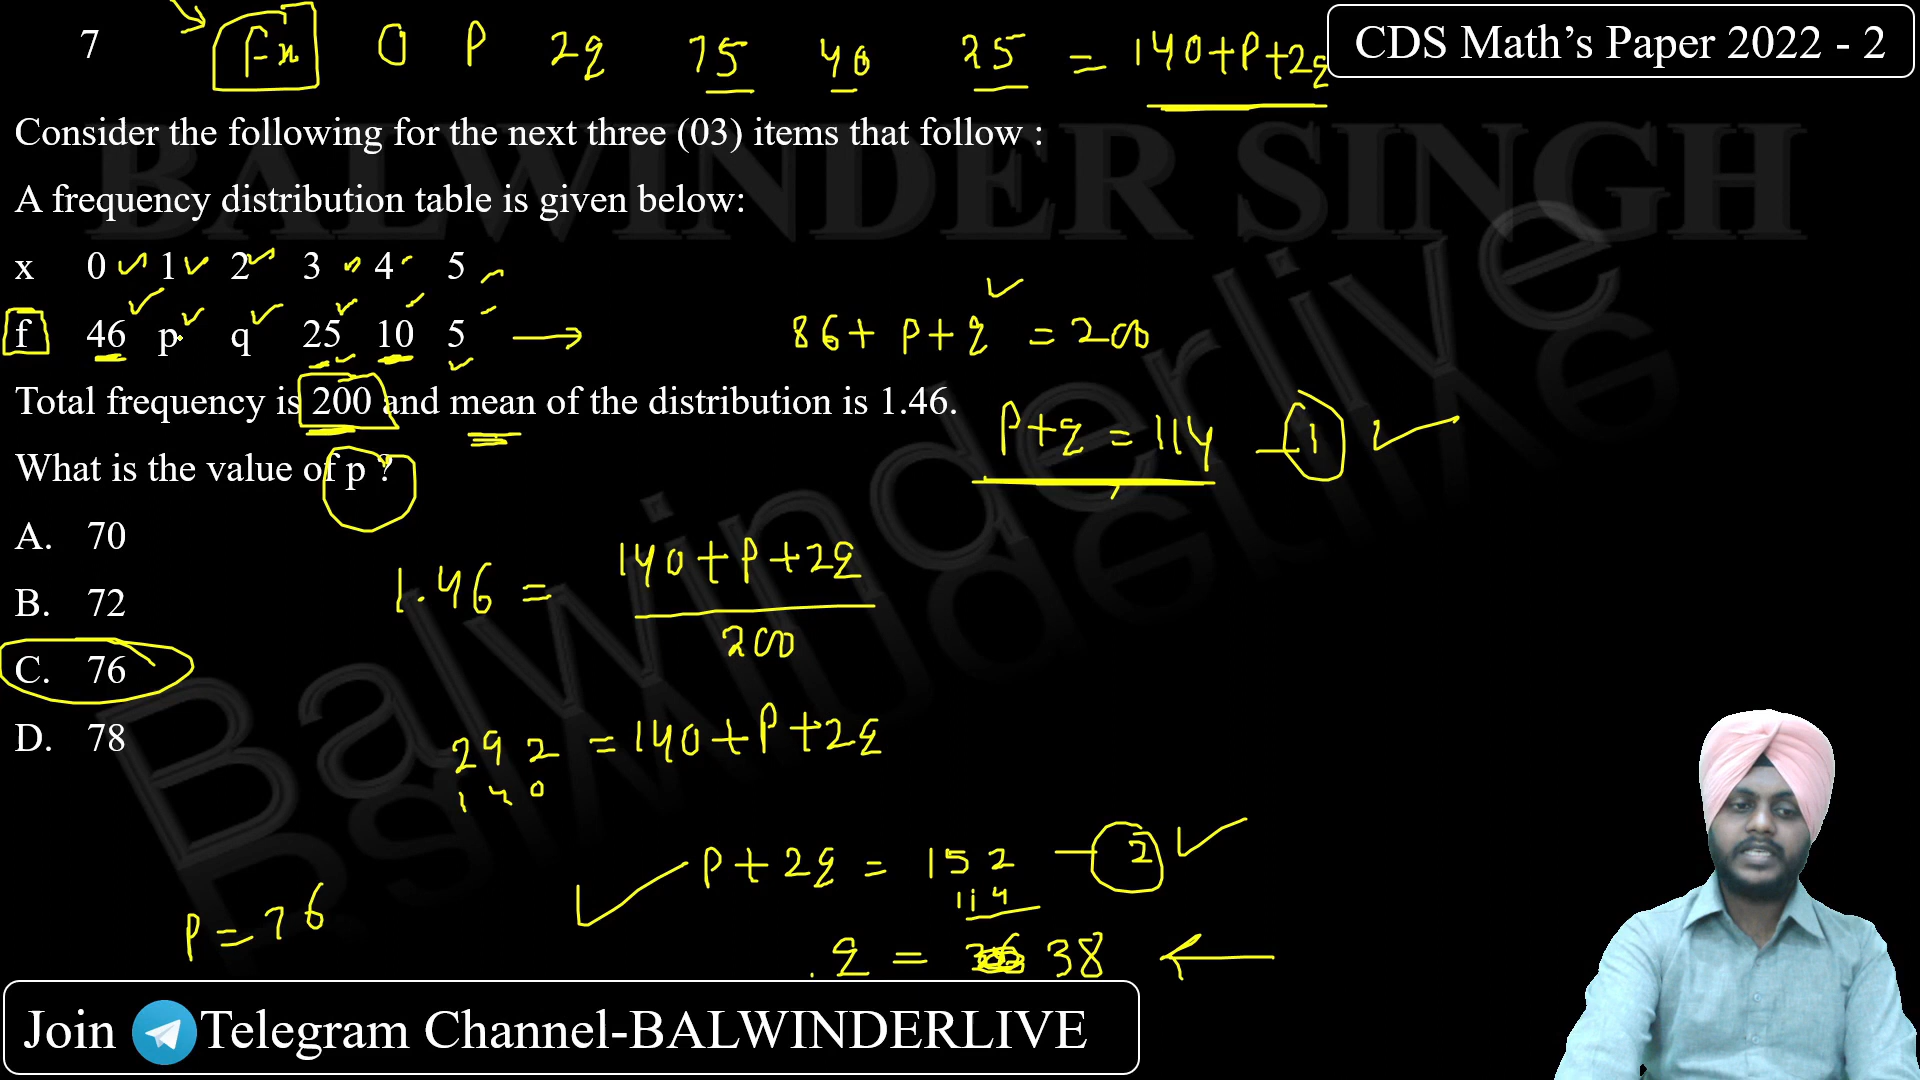 7
fx 0 P 2q 75 40 25 = 140+P+2q
CDS Math’s Paper 2022 - 2
BALWINDER SINGH
Consider the following for the next three (03) items that follow :
A frequency distribution table is given below:
x 0 1 2 3 4 5
f 46 p q 25 10 5
86 + P + q = 200
Total frequency is 200 and mean of the distribution is 1.46.
P+q = 114 - 1
What is the value of p ?
A. 70
B. 72
C. 76
D. 78
1.46 = 140+P+2q
200
292 = 140+P+2q
140
P+2q = 152 - 2
114
P = 76
q = 38
Balwinderlive
Join Telegram Channel-BALWINDERLIVE